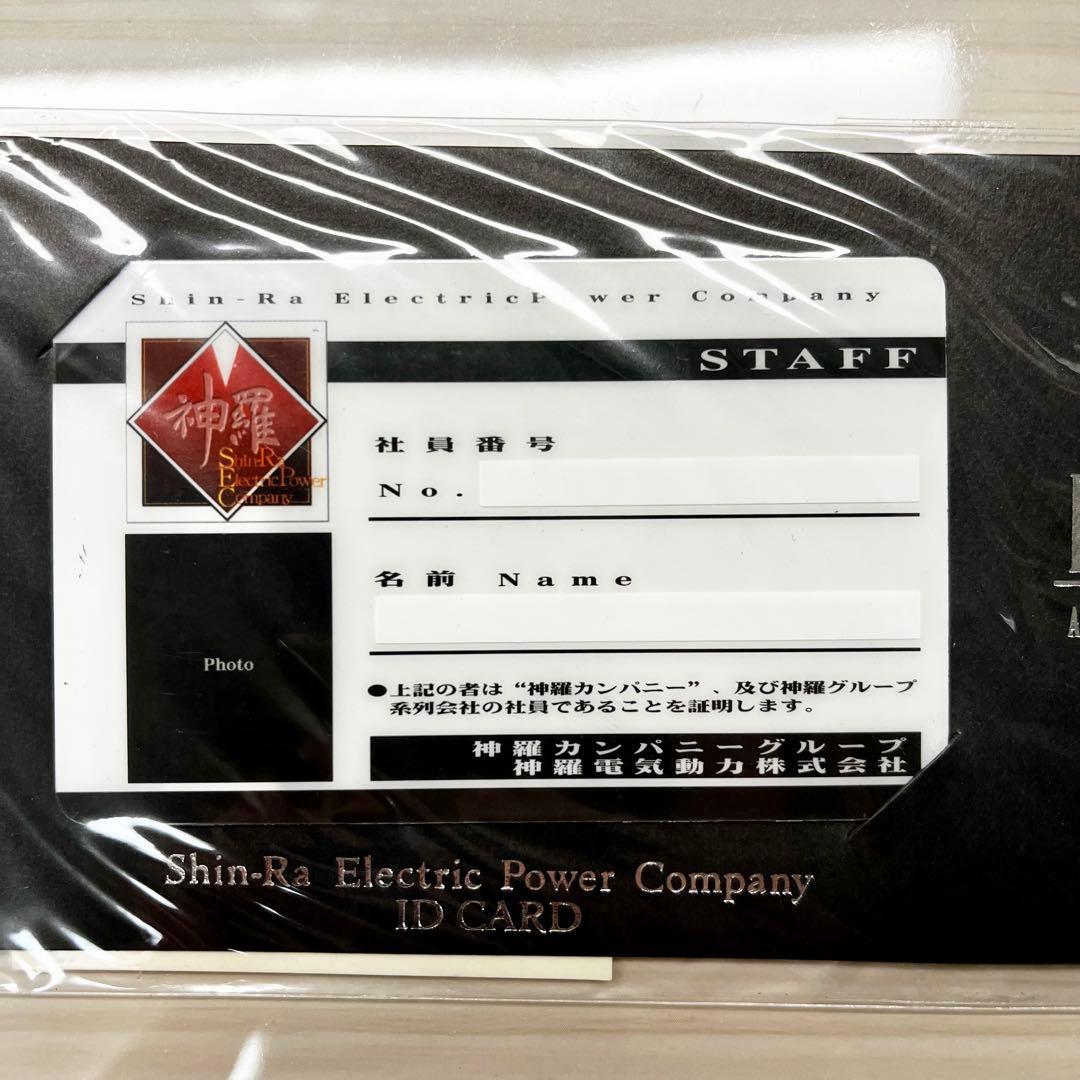 Shin-Ra Electric Power Company
STAFF
神羅
Shin-Ra
Electric Power
Company
社員番号
No.
名前 Name
Photo
●上記の者は“神羅カンパニー”、及び神羅グループ
系列会社の社員であることを証明します。
神羅カンパニーグループ
神羅電気動力株式会社
Shin-Ra Electric Power Company
ID CARD